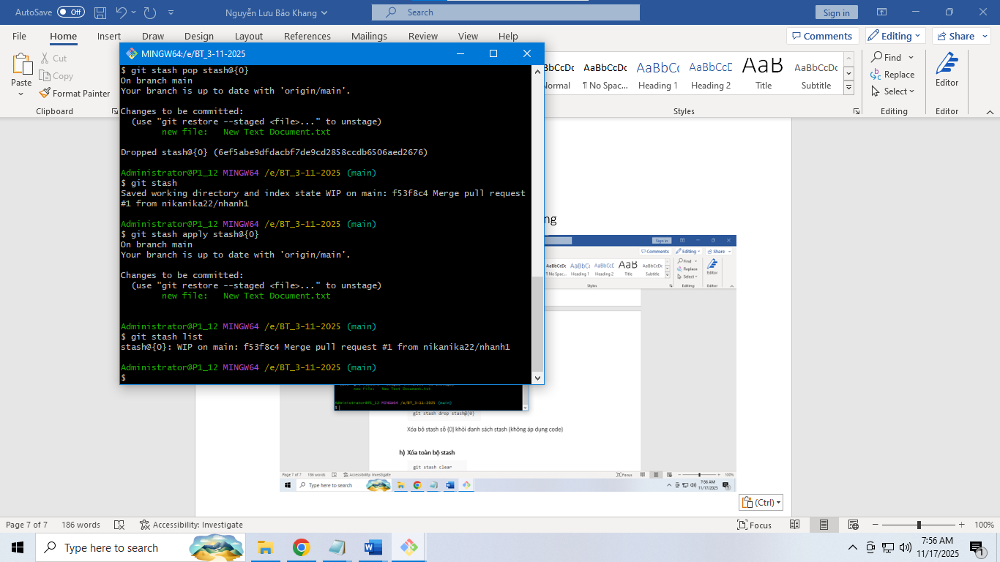 AutoSave Off Nguyễn Lưu Bảo Khang Search Sign in
File Home Insert Draw Design Layout References Mailings Review View Help Comments Editing Share
MINGW64:/e/BT_3-11-2025
Paste
Cut
Copy
Format Painter
Clipboard
AaBbCc AaBbCcC AaB AaBbCcDc
Normal ¶ No Spac... Heading 1 Heading 2 Title Subtitle
Styles
Find
Replace
Select
Editing
Editor
Editor
$ git stash pop stash@{0}
On branch main
Your branch is up to date with 'origin/main'.
Changes to be committed:
(use "git restore --staged <file>..." to unstage)
new file:   New Text Document.txt
Dropped stash@{0} (6ef5abe9dfdacbf7de9cd2858ccdb6506aed2676)
Administrator@P1_12 MINGW64 /e/BT_3-11-2025 (main)
$ git stash
Saved working directory and index state WIP on main: f53f8c4 Merge pull request
#1 from nikanika22/nhanh1
Administrator@P1_12 MINGW64 /e/BT_3-11-2025 (main)
$ git stash apply stash@{0}
On branch main
Your branch is up to date with 'origin/main'.
Changes to be committed:
(use "git restore --staged <file>..." to unstage)
new file:   New Text Document.txt
Administrator@P1_12 MINGW64 /e/BT_3-11-2025 (main)
$ git stash list
stash@{0}: WIP on main: f53f8c4 Merge pull request #1 from nikanika22/nhanh1
Administrator@P1_12 MINGW64 /e/BT_3-11-2025 (main)
$
Sign in
Comments Editing Share
¶ No Spac... Heading 1 Heading 2 Title Subtitle
Styles
Find
Replace
Select
Editing
Editor
Editor
new file:   New Text Document.txt
Administrator@P1_12 MINGW64 /e/BT_3-11-2025 (main)
$
git stash drop stash@{0}
Xóa bỏ stash số {0} khỏi danh sách stash (không áp dụng code)
h) Xóa toàn bộ stash
git stash clear
Page 7 of 7 186 words Accessibility: Investigate Focus 100%
Type here to search 7:56 AM
11/17/2025
(Ctrl)
Page 7 of 7 186 words Accessibility: Investigate Focus 100%
Type here to search 7:56 AM
11/17/2025 1